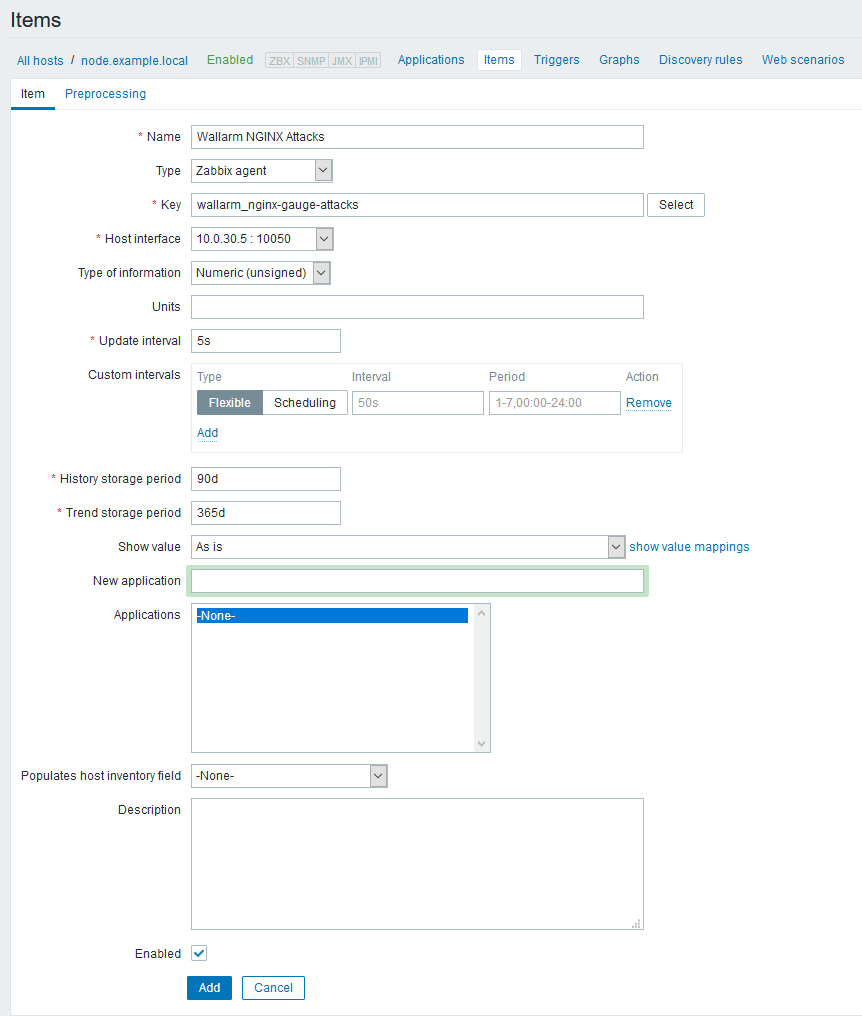 Items
All hosts / node.example.local Enabled ZBX SNMP JMX IPMI Applications Items Triggers Graphs Discovery rules Web scenarios
Item Preprocessing
* Name Wallarm NGINX Attacks
Type Zabbix agent
* Key wallarm_nginx-gauge-attacks Select
* Host interface 10.0.30.5 : 10050
Type of information Numeric (unsigned)
Units
* Update interval 5s
Custom intervals Type Interval Period Action
Flexible Scheduling 50s 1-7,00:00-24:00 Remove
Add
* History storage period 90d
* Trend storage period 365d
Show value As is show value mappings
New application
Applications -None-
Populates host inventory field -None-
Description
Enabled
Add Cancel